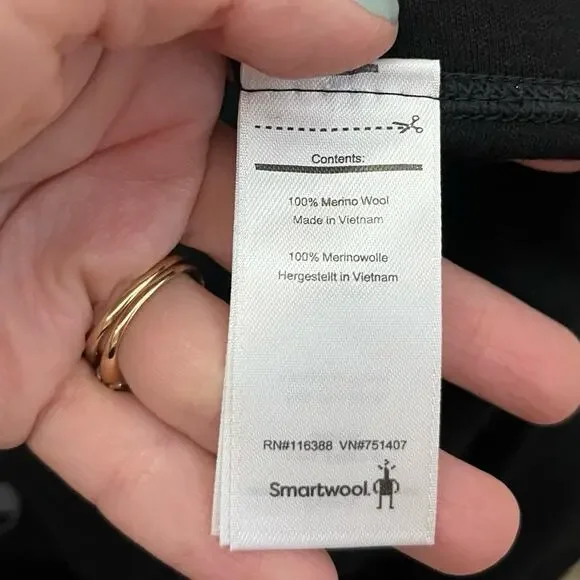 Contents:
100% Merino Wool
Made in Vietnam
100% Merinowolle
Hergestellt in Vietnam
RN#116388 VN#751407
Smartwool.